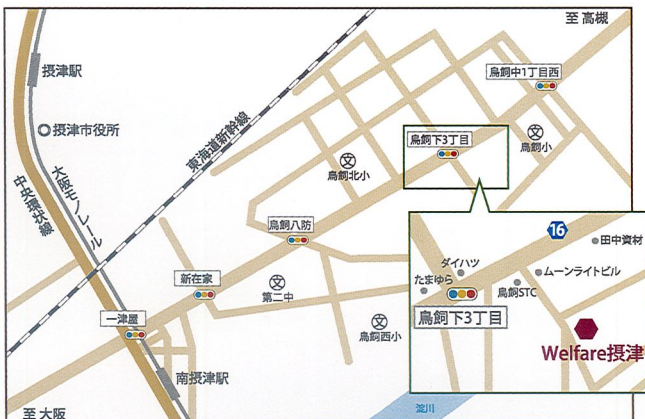 至 高槻
摂津駅
鳥飼中1丁目西
摂津市役所
東海道新幹線
鳥飼下3丁目
文
鳥飼小
文
鳥飼北小
大阪モノレール
中央環状線
鳥飼八防
16
田中資材
ダイハツ
ムーンライトビル
たまゆら
鳥飼STC
新在家
文
第二中
鳥飼下3丁目
一津屋
文
鳥飼西小
Welfare摂津
南摂津駅
淀川
至 大阪